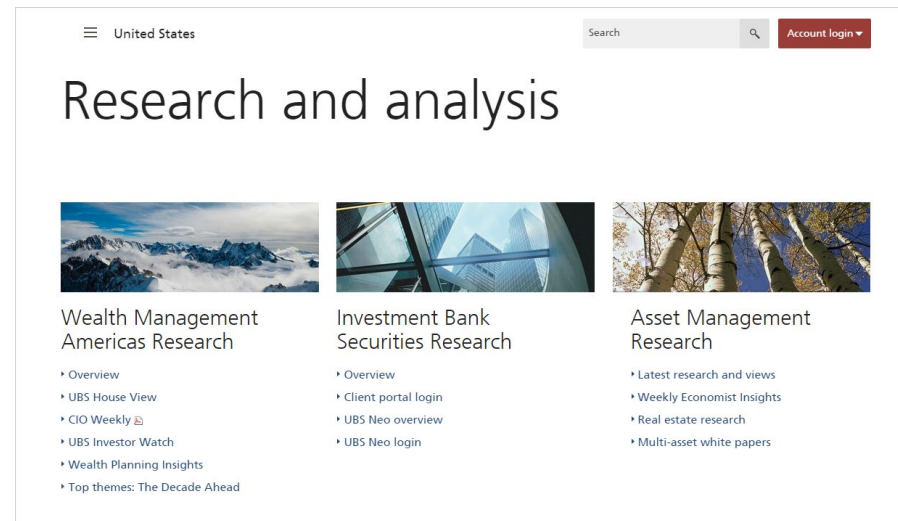 United States
Search
Account login
Research and analysis
Wealth Management
Americas Research
Overview
UBS House View
CIO Weekly
UBS Investor Watch
Wealth Planning Insights
Top themes: The Decade Ahead
Investment Bank
Securities Research
Overview
Client portal login
UBS Neo overview
UBS Neo login
Asset Management
Research
Latest research and views
Weekly Economist Insights
Real estate research
Multi-asset white papers